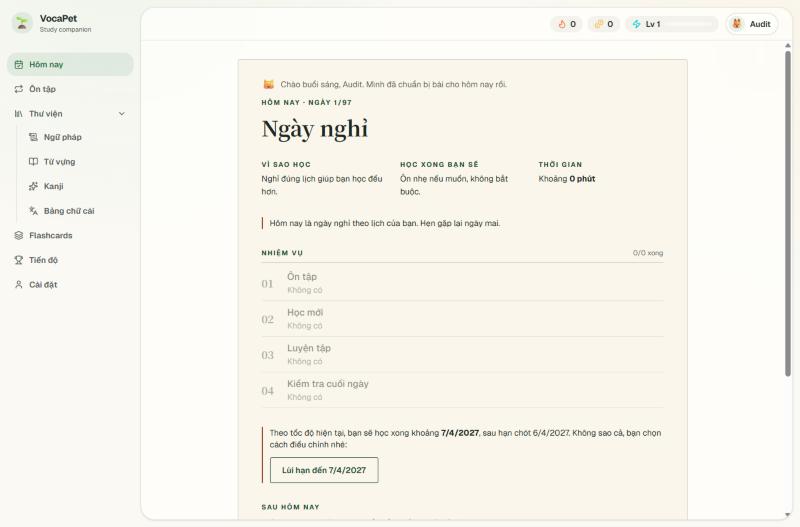 VocaPet
Study companion
0
0
Lv 1
Audit
Hôm nay
Ôn tập
Thư viện
Ngữ pháp
Từ vựng
Kanji
Bảng chữ cái
Flashcards
Tiến độ
Cài đặt
Chào buổi sáng, Audit. Mình đã chuẩn bị bài cho hôm nay rồi.
HÔM NAY · NGÀY 1/97
Ngày nghỉ
VÌ SAO HỌC
Nghỉ đúng lịch giúp bạn học đều
hơn.
HỌC XONG BẠN SẼ
Ôn nhẹ nếu muốn, không bắt
buộc.
THỜI GIAN
Khoảng 0 phút
Hôm nay là ngày nghỉ theo lịch của bạn. Hẹn gặp lại ngày mai.
NHIỆM VỤ
0/0 xong
01
Ôn tập
Không có
02
Học mới
Không có
03
Luyện tập
Không có
04
Kiểm tra cuối ngày
Không có
Theo tốc độ hiện tại, bạn sẽ học xong khoảng 7/4/2027, sau hạn chót 6/4/2027. Không sao cả, bạn chọn
cách điều chỉnh nhé:
Lùi hạn đến 7/4/2027
SAU HÔM NAY